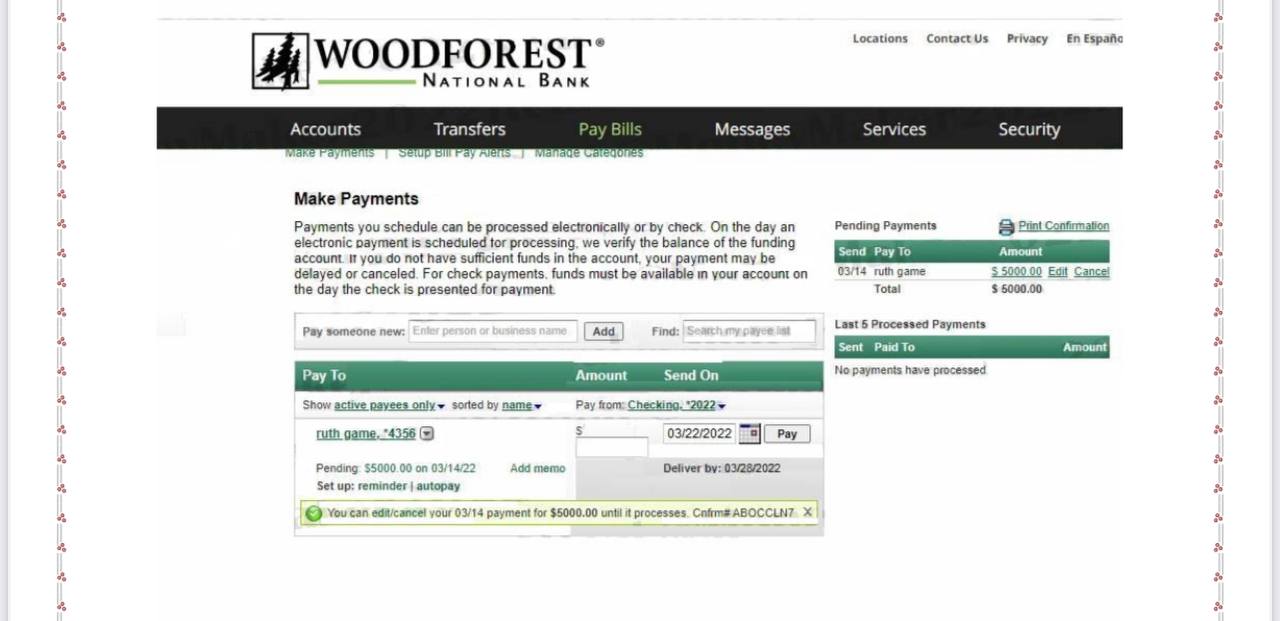 WOODFOREST®
NATIONAL BANK
Locations Contact Us Privacy En Españo
Accounts Transfers Pay Bills Messages Services Security
Make Payments | Setup Bill Pay Alerts | Manage Categories
Make Payments
Payments you schedule can be processed electronically or by check. On the day an
electronic payment is scheduled for processing, we verify the balance of the funding
account. If you do not have sufficient funds in the account, your payment may be
delayed or canceled. For check payments, funds must be available in your account on
the day the check is presented for payment.
Pay someone new: Enter person or business name Add Find: Search my payee list
Pay To Amount Send On
Show active payees only sorted by name Pay from: Checking, *2022
ruth game, *4356 $ 03/22/2022 Pay
Pending: $5000.00 on 03/14/22 Add memo Deliver by: 03/28/2022
Set up: reminder | autopay
You can edit/cancel your 03/14 payment for $5000.00 until it processes. Cnfrm# ABOCCLN7 X
Pending Payments Print Confirmation
Send Pay To Amount
03/14 ruth game $ 5000.00 Edit Cancel
Total $ 5000.00
Last 5 Processed Payments
Sent Paid To Amount
No payments have processed